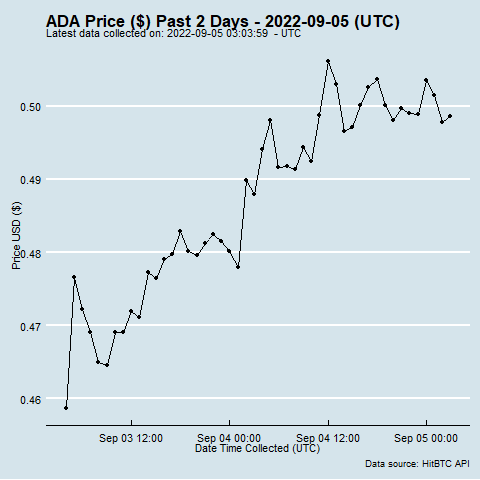 ADA Price ($) Past 2 Days - 2022-09-05 (UTC)
Latest data collected on: 2022-09-05 03:03:59  - UTC
0.50
0.49
0.48
0.47
0.46
Price USD ($)
Sep 03 12:00
Sep 04 00:00
Sep 04 12:00
Sep 05 00:00
Date Time Collected (UTC)
Data source: HitBTC API